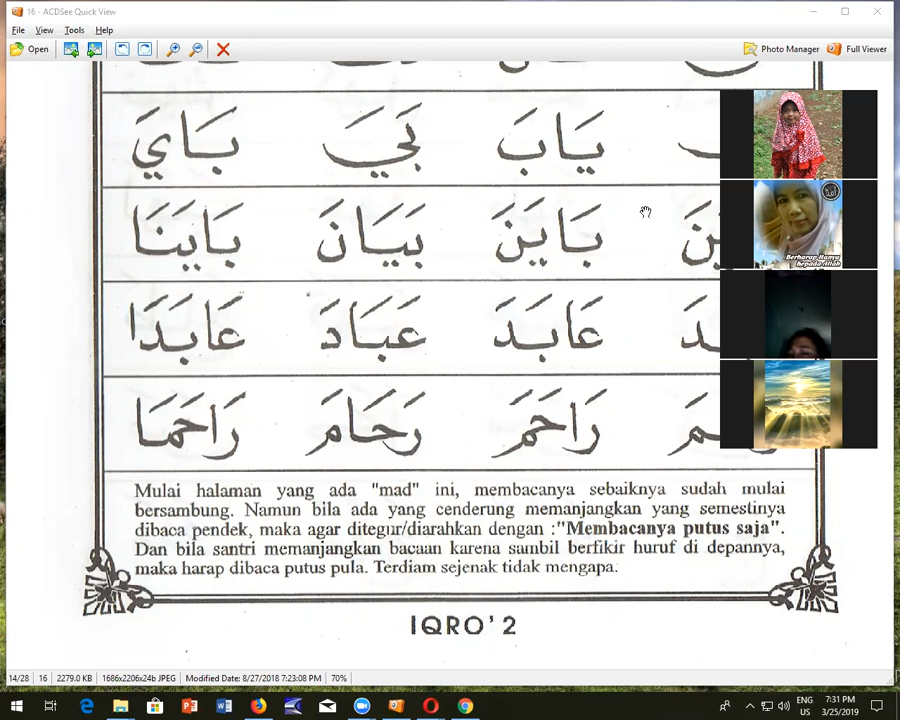 16 - ACDSee Quick View
File View Tools Help
Open
Photo Manager Full Viewer
يَابَ بَيَ بَايَ
بَايَنَ بَيَانَ بَايَنَا
عَابَدَ عَبَادَ عَابَدَا
رَاحَمَ رَحَامَ رَاحَمَا
Berharap Hanya
kepada Allah
Mulai halaman yang ada "mad" ini, membacanya sebaiknya sudah mulai
bersambung. Namun bila ada yang cenderung memanjangkan yang semestinya
dibaca pendek, maka agar ditegur/diarahkan dengan :"Membacanya putus saja".
Dan bila santri memanjangkan bacaan karena sambil berfikir huruf di depannya,
maka harap dibaca putus pula. Terdiam sejenak tidak mengapa.
IQRO' 2
14/28 16 2279.0 KB 1686x2206x24b JPEG Modified Date: 8/27/2018 7:23:08 PM 70%
ENG 7:31 PM
US 3/25/2019